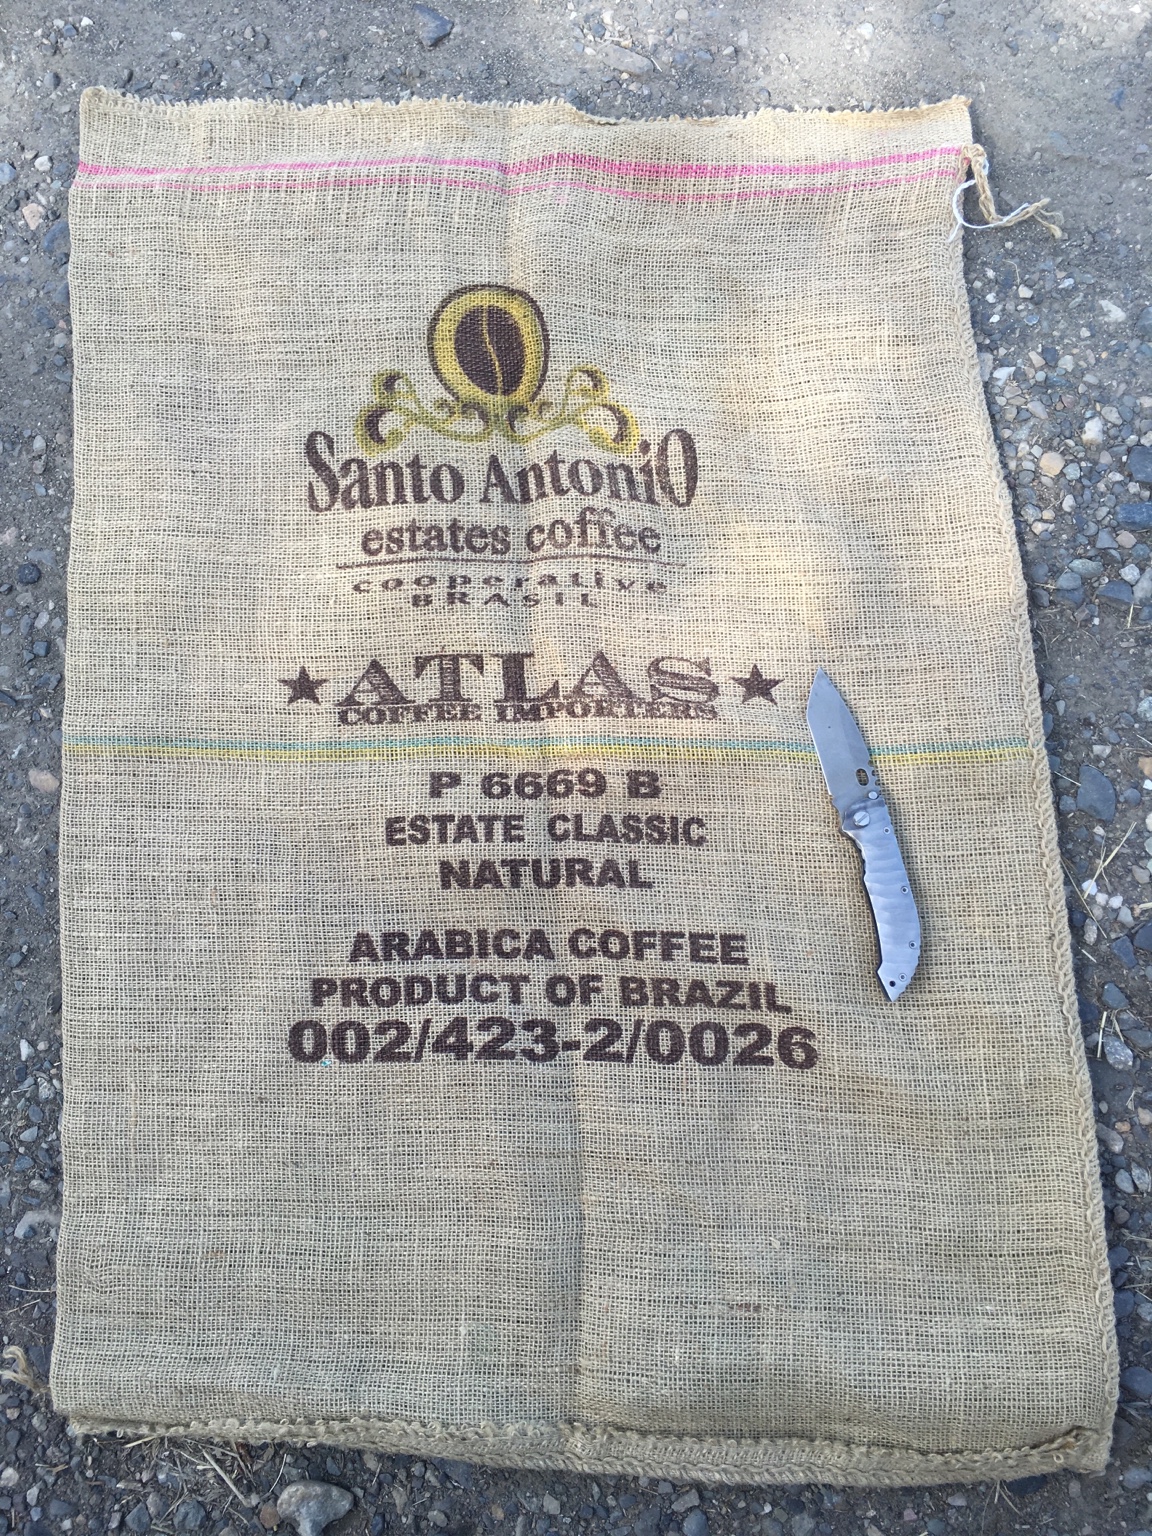 Santo Antonio
estates coffee
cooperative
BRASIL
ATLAS
COFFEE IMPORTERS
P 6669 B
ESTATE CLASSIC
NATURAL
ARABICA COFFEE
PRODUCT OF BRAZIL
002/423-2/0026